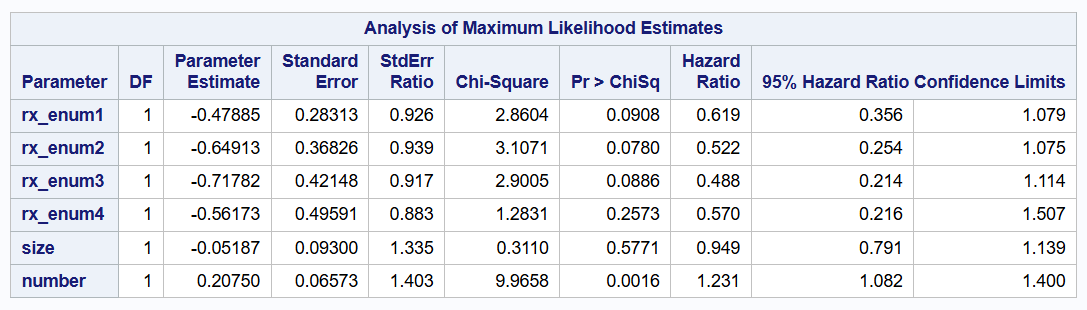 Analysis of Maximum Likelihood Estimates
Parameter DF Parameter Estimate Standard Error StdErr Ratio Chi-Square Pr > ChiSq Hazard Ratio 95% Hazard Ratio Confidence Limits
rx_enum1 1 -0.47885 0.28313 0.926 2.8604 0.0908 0.619 0.356 1.079
rx_enum2 1 -0.64913 0.36826 0.939 3.1071 0.0780 0.522 0.254 1.075
rx_enum3 1 -0.71782 0.42148 0.917 2.9005 0.0886 0.488 0.214 1.114
rx_enum4 1 -0.56173 0.49591 0.883 1.2831 0.2573 0.570 0.216 1.507
size 1 -0.05187 0.09300 1.335 0.3110 0.5771 0.949 0.791 1.139
number 1 0.20750 0.06573 1.403 9.9658 0.0016 1.231 1.082 1.400